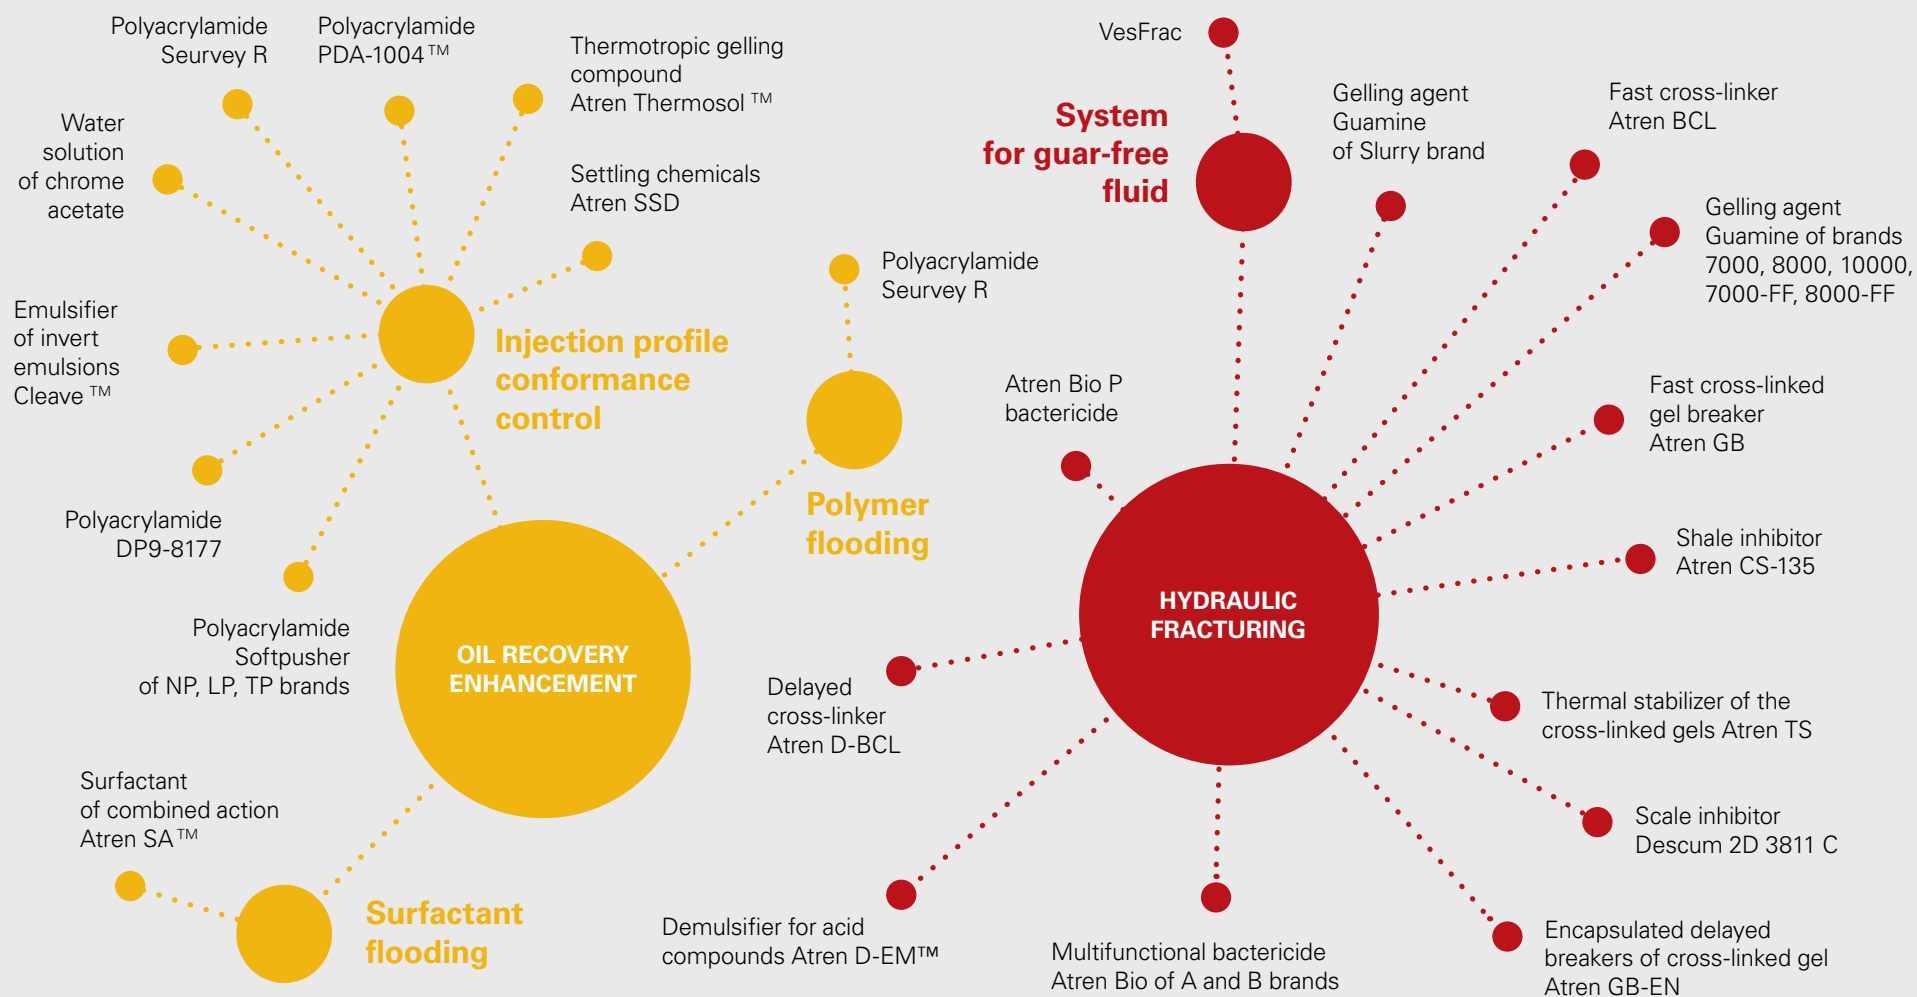 Polyacrylamide
Seurvey R
Polyacrylamide
PDA-1004™
Thermotropic gelling
compound
Atren Thermosol ™
Water
solution
of chrome
acetate
Settling chemicals
Atren SSD
Emulsifier
of invert
emulsions
Cleave ™
Injection profile
conformance
control
Polyacrylamide
DP9-8177
Polyacrylamide
Softpusher
of NP, LP, TP brands
Polyacrylamide
Seurvey R
Polymer
flooding
OIL RECOVERY
ENHANCEMENT
Surfactant
of combined action
Atren SA™
Surfactant
flooding
VesFrac
System
for guar-free
fluid
Gelling agent
Guamine
of Slurry brand
Fast cross-linker
Atren BCL
Gelling agent
Guamine of brands
7000, 8000, 10000,
7000-FF, 8000-FF
Atren Bio P
bactericide
Fast cross-linked
gel breaker
Atren GB
Shale inhibitor
Atren CS-135
HYDRAULIC
FRACTURING
Delayed
cross-linker
Atren D-BCL
Thermal stabilizer of the
cross-linked gels Atren TS
Scale inhibitor
Descum 2D 3811 C
Demulsifier for acid
compounds Atren D-EM™
Multifunctional bactericide
Atren Bio of A and B brands
Encapsulated delayed
breakers of cross-linked gel
Atren GB-EN